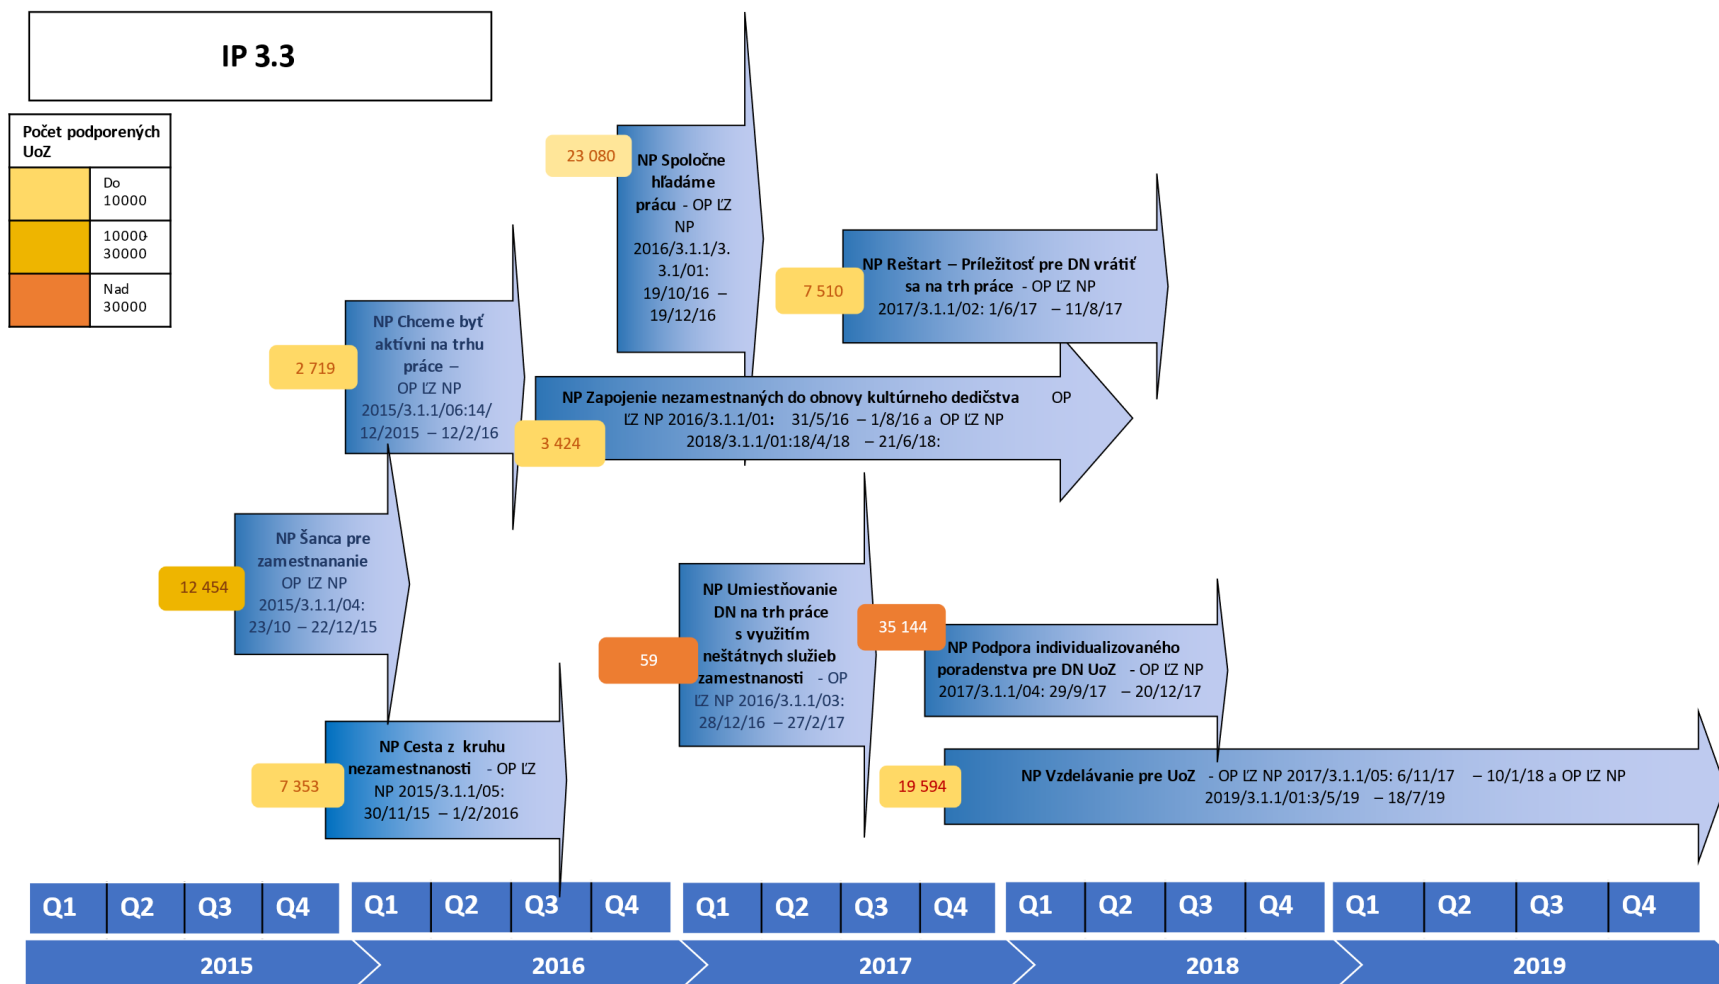 IP 3.3
Počet podporených
UoZ
Do
10000
10000-
30000
Nad
30000
23 080
NP Spoločne
hľadáme
prácu - OP ĽZ
NP
2016/3.1.1/3.
3.1/01:
19/10/16 –
19/12/16
7 510
NP Reštart – Príležitosť pre DN vrátiť
sa na trh práce - OP ĽZ NP
2017/3.1.1/02: 1/6/17 – 11/8/17
2 719
NP Chceme byť
aktívni na trhu
práce –
OP ĽZ NP
2015/3.1.1/06:14/
12/2015 – 12/2/16
3 424
NP Zapojenie nezamestnaných do obnovy kultúrneho dedičstva OP
ĽZ NP 2016/3.1.1/01: 31/5/16 – 1/8/16 a OP ĽZ NP
2018/3.1.1/01:18/4/18 – 21/6/18:
12 454
NP Šanca pre
zamestnananie
OP ĽZ NP
2015/3.1.1/04:
23/10 – 22/12/15
59
NP Umiestňovanie
DN na trh práce
s využitím
neštátnych služieb
zamestnanosti - OP
ĽZ NP 2016/3.1.1/03:
28/12/16 – 27/2/17
35 144
NP Podpora individualizovaného
poradenstva pre DN UoZ - OP ĽZ NP
2017/3.1.1/04: 29/9/17 – 20/12/17
7 353
NP Cesta z kruhu
nezamestnanosti - OP ĽZ
NP 2015/3.1.1/05:
30/11/15 – 1/2/2016
19 594
NP Vzdelávanie pre UoZ - OP ĽZ NP 2017/3.1.1/05: 6/11/17 – 10/1/18 a OP ĽZ NP
2019/3.1.1/01:3/5/19 – 18/7/19
Q1 Q2 Q3 Q4 Q1 Q2 Q3 Q4 Q1 Q2 Q3 Q4 Q1 Q2 Q3 Q4 Q1 Q2 Q3 Q4
2015 2016 2017 2018 2019